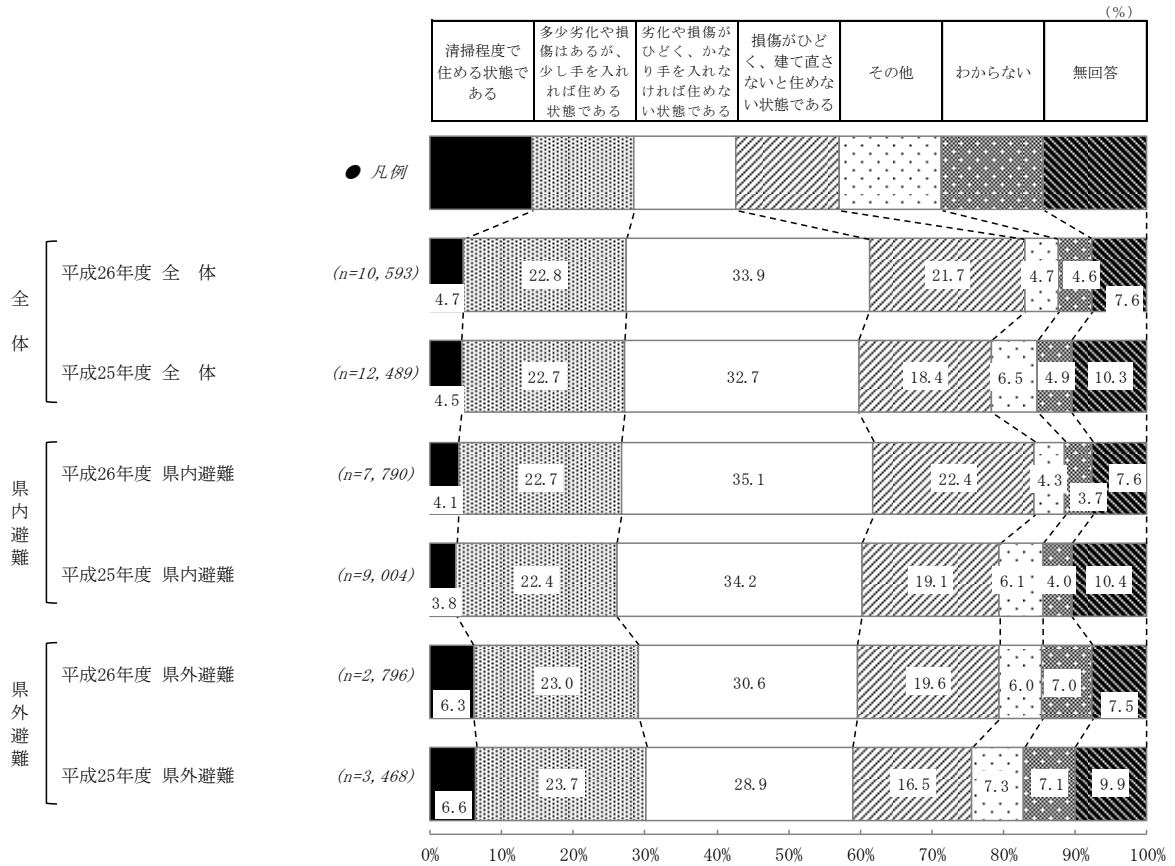 (％)
清掃程度で
住める状態で
ある
多少劣化や損
傷はあるが、
少し手を入れ
れば住める
状態である
劣化や損傷が
ひどく、かな
り手を入れな
ければ住めな
い状態である
損傷がひど
く、建て直さ
ないと住めな
い状態である
その他
わからない
無回答
● 凡例
全体
平成26年度 全　体 (n=10,593)
4.7 22.8 33.9 21.7 4.7 4.6 7.6
平成25年度 全　体 (n=12,489)
4.5 22.7 32.7 18.4 6.5 4.9 10.3
県内避難
平成26年度 県内避難 (n=7,790)
4.1 22.7 35.1 22.4 4.3 3.7 7.6
平成25年度 県内避難 (n=9,004)
3.8 22.4 34.2 19.1 6.1 4.0 10.4
県外避難
平成26年度 県外避難 (n=2,796)
6.3 23.0 30.6 19.6 6.0 7.0 7.5
平成25年度 県外避難 (n=3,468)
6.6 23.7 28.9 16.5 7.3 7.1 9.9
0% 10% 20% 30% 40% 50% 60% 70% 80% 90% 100%